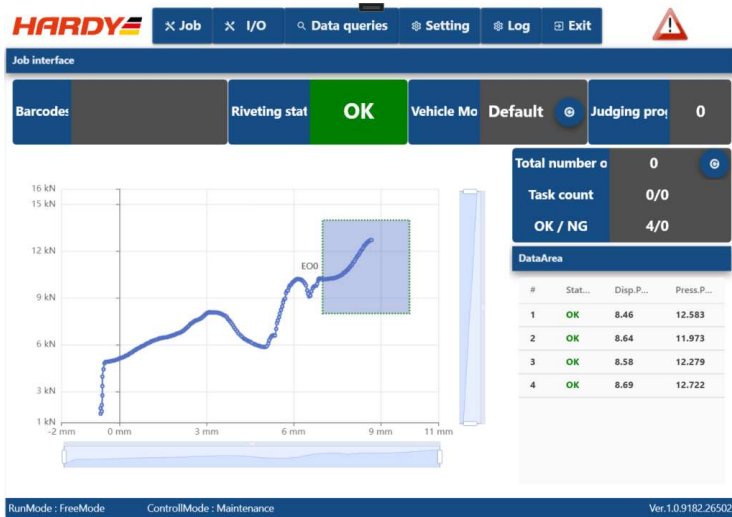 HARDY
Job
I/O
Data queries
Setting
Log
Exit
Job interface
Barcodes
Riveting stat
OK
Vehicle Mo
Default
Judging prog
0
Total number o
0
Task count
0/0
OK / NG
4/0
16 kN
15 kN
12 kN
9 kN
6 kN
3 kN
1 kN
EO0
-2 mm
0 mm
3 mm
6 mm
9 mm
11 mm
DataArea
# Stat... Disp.P... Press.P...
1 OK 8.46 12.583
2 OK 8.64 11.973
3 OK 8.58 12.279
4 OK 8.69 12.722
RunMode : FreeMode
ControllMode : Maintenance
Ver.1.0.9182.26502